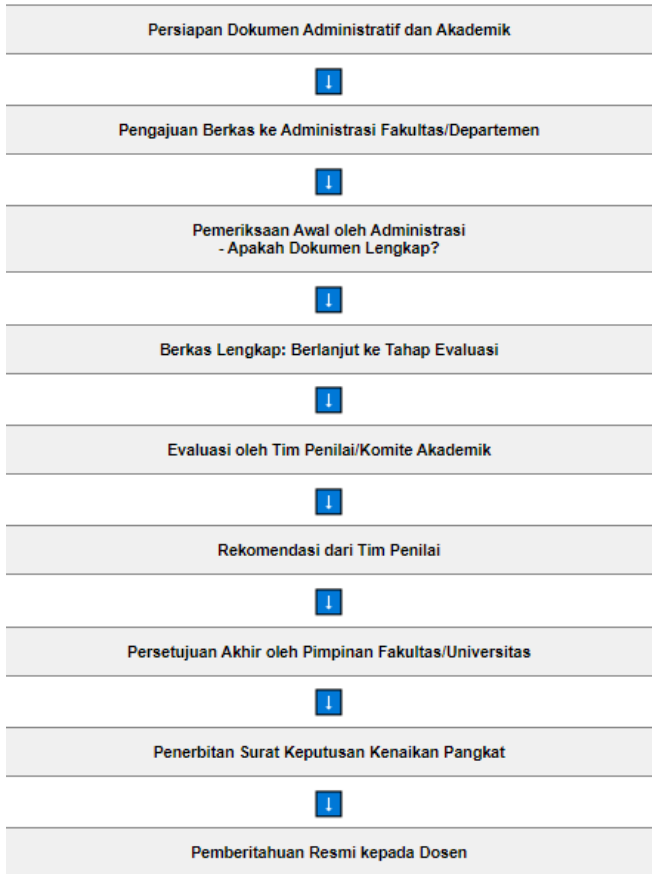 Persiapan Dokumen Administratif dan Akademik
↓
Pengajuan Berkas ke Administrasi Fakultas/Departemen
↓
Pemeriksaan Awal oleh Administrasi
- Apakah Dokumen Lengkap?
↓
Berkas Lengkap: Berlanjut ke Tahap Evaluasi
↓
Evaluasi oleh Tim Penilai/Komite Akademik
↓
Rekomendasi dari Tim Penilai
↓
Persetujuan Akhir oleh Pimpinan Fakultas/Universitas
↓
Penerbitan Surat Keputusan Kenaikan Pangkat
↓
Pemberitahuan Resmi kepada Dosen